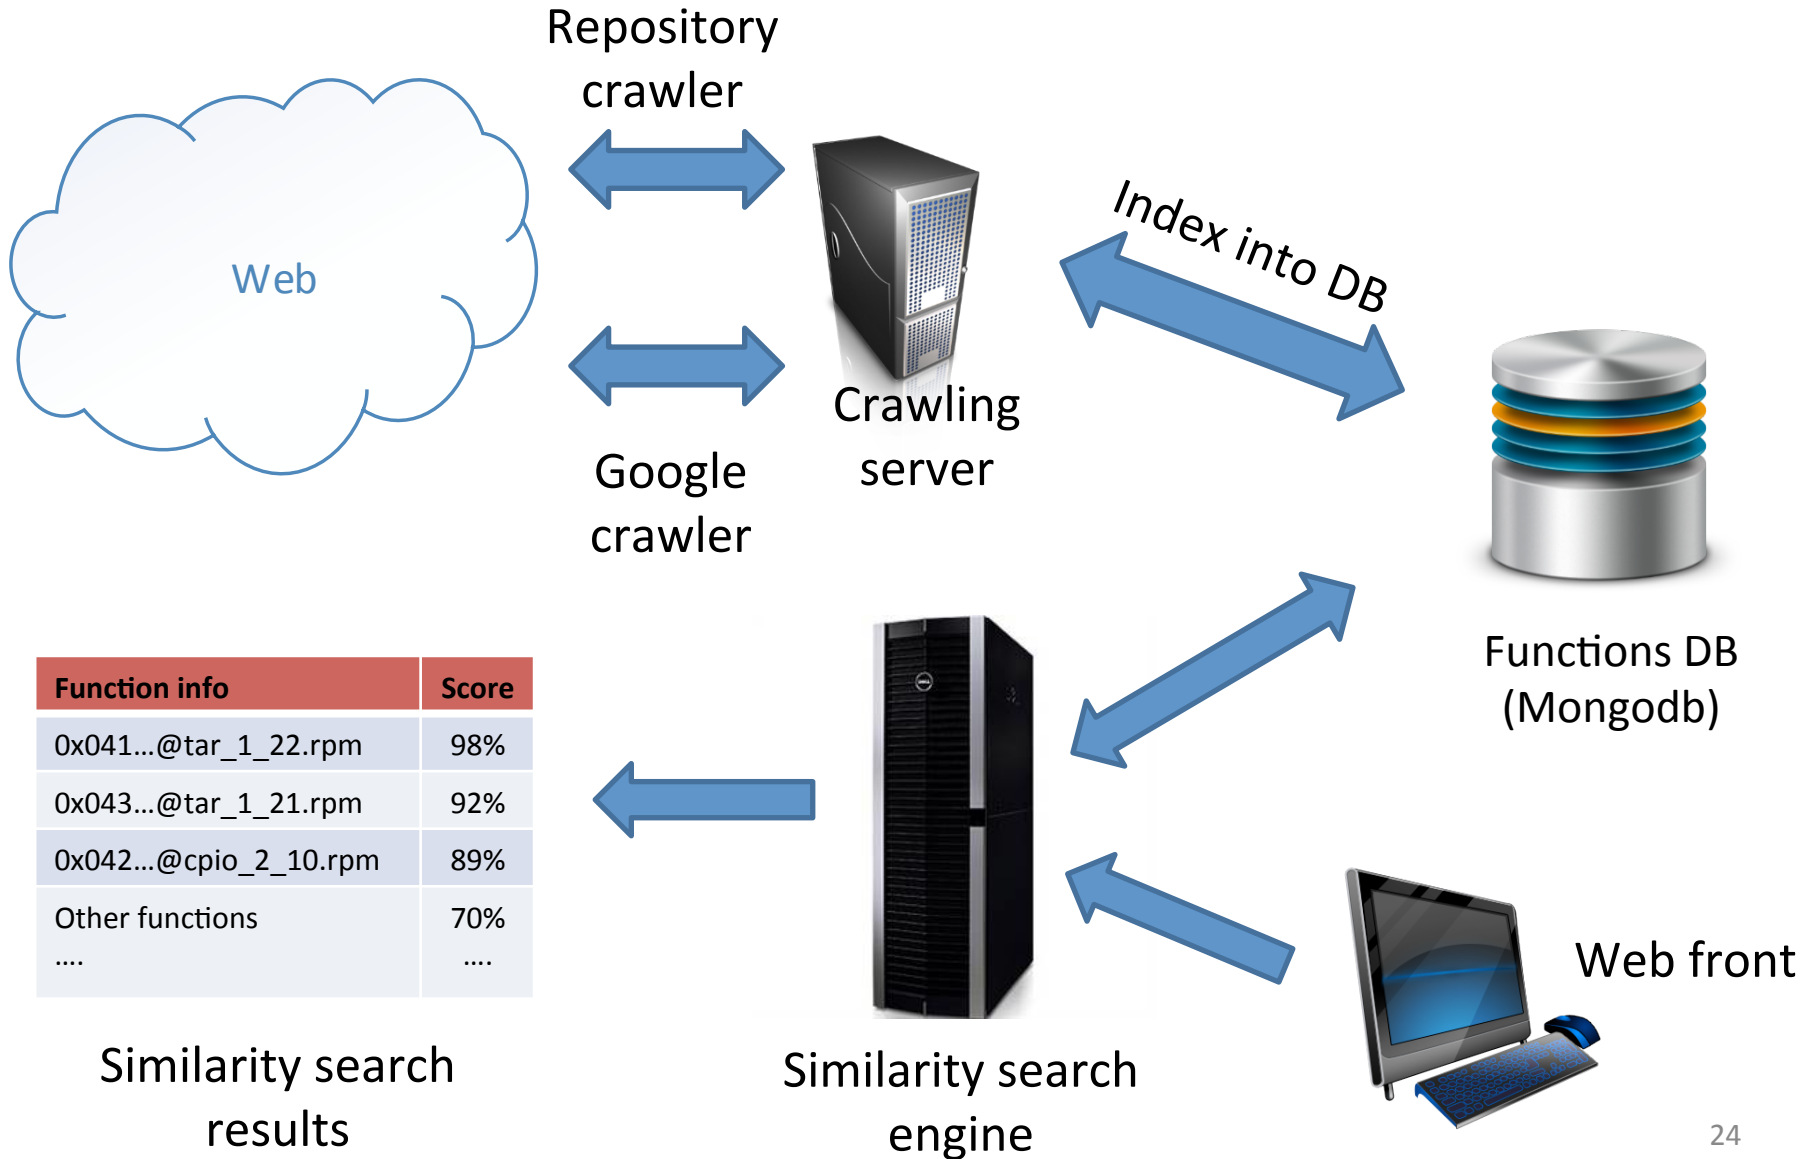 Repository
crawler
Web
Index into DB
Crawling
server
Google
crawler
Functions DB
(Mongodb)
Function info Score
0x041...@tar_1_22.rpm 98%
0x043...@tar_1_21.rpm 92%
0x042...@cpio_2_10.rpm 89%
Other functions 70%
.... ....
Web front
Similarity search
results
Similarity search
engine
DELL
24